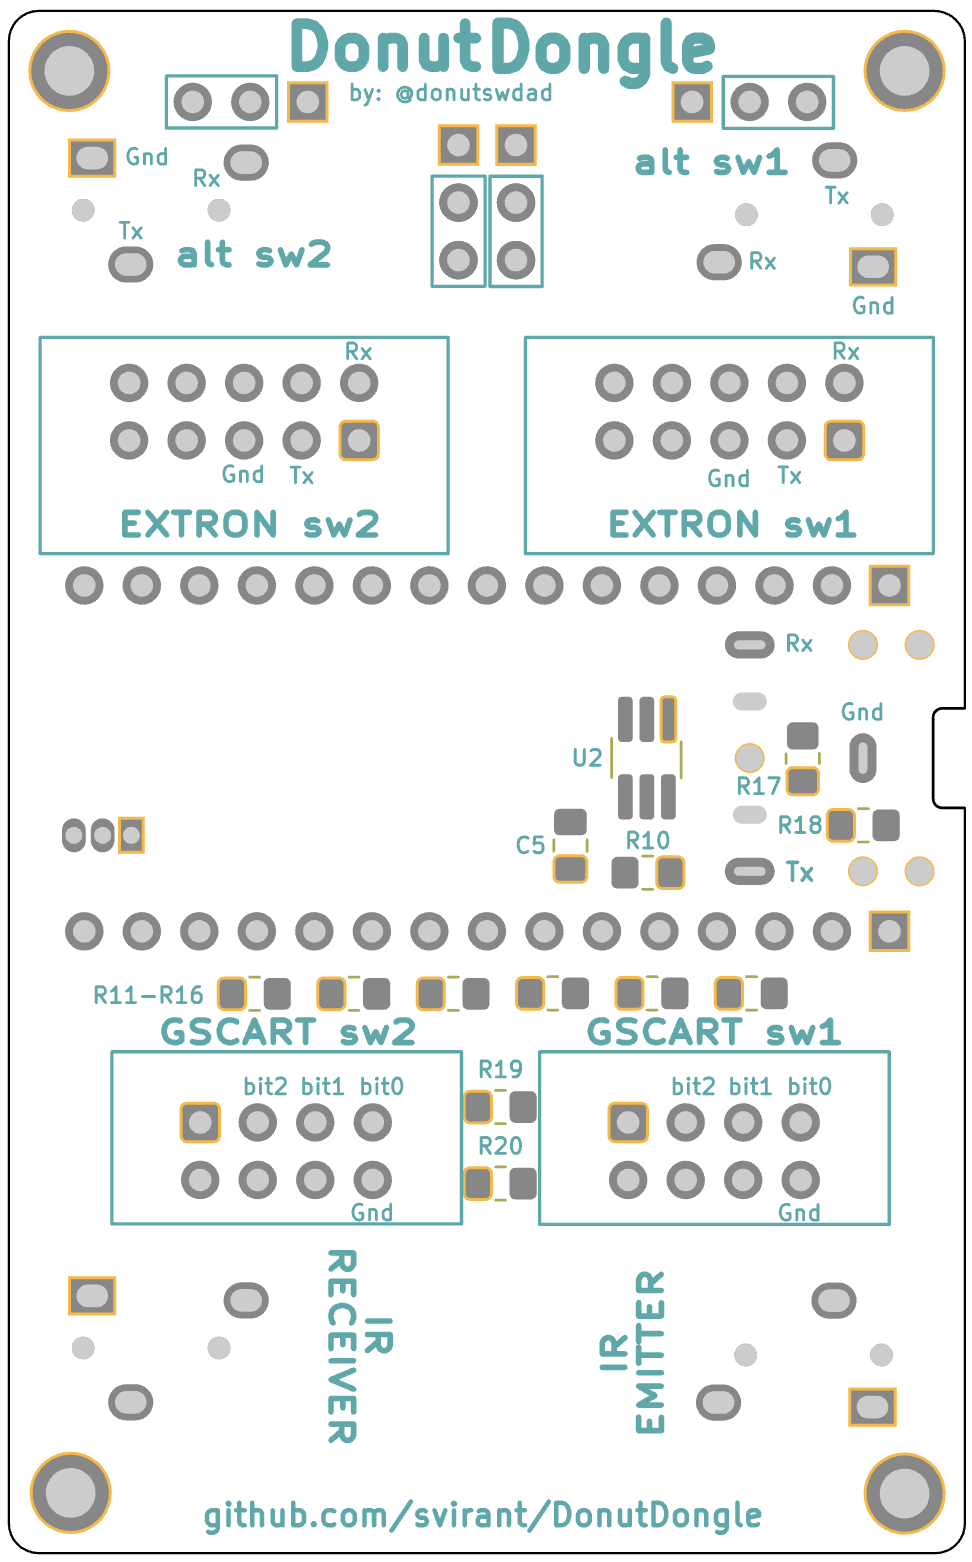 DonutDongle
by: @donutswdad
Gnd
Rx
Tx
alt sw2
alt sw1
Tx
Rx
Gnd
Rx
Gnd Tx
EXTRON sw2
Rx
Gnd Tx
EXTRON sw1
Rx
Gnd
U2
R17
R18
C5
R10
Tx
R11-R16
GSCART sw2
GSCART sw1
bit2 bit1 bit0
Gnd
R19
R20
bit2 bit1 bit0
Gnd
IR
RECEIVER
IR
EMITTER
github.com/svirant/DonutDongle